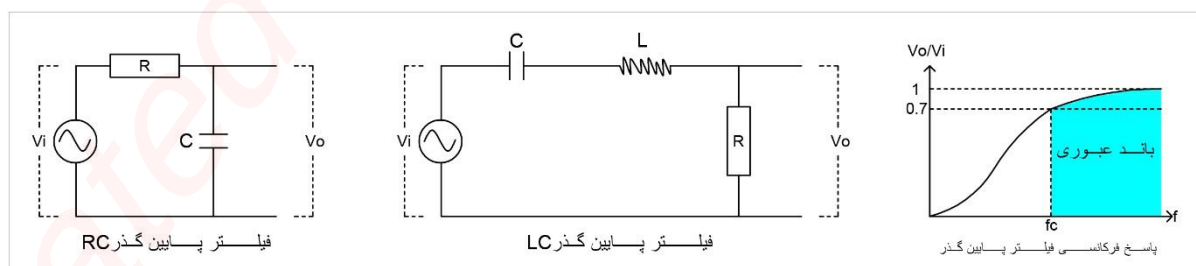 R
Vi
C
Vo
فیلتر پایین گذر RC
C
L
Vi
R
Vo
فیلتر پایین گذر LC
Vo/Vi
1
0.7
باند عبوری
fc
f
پاسخ فرکانسی فیلتر پایین گذر